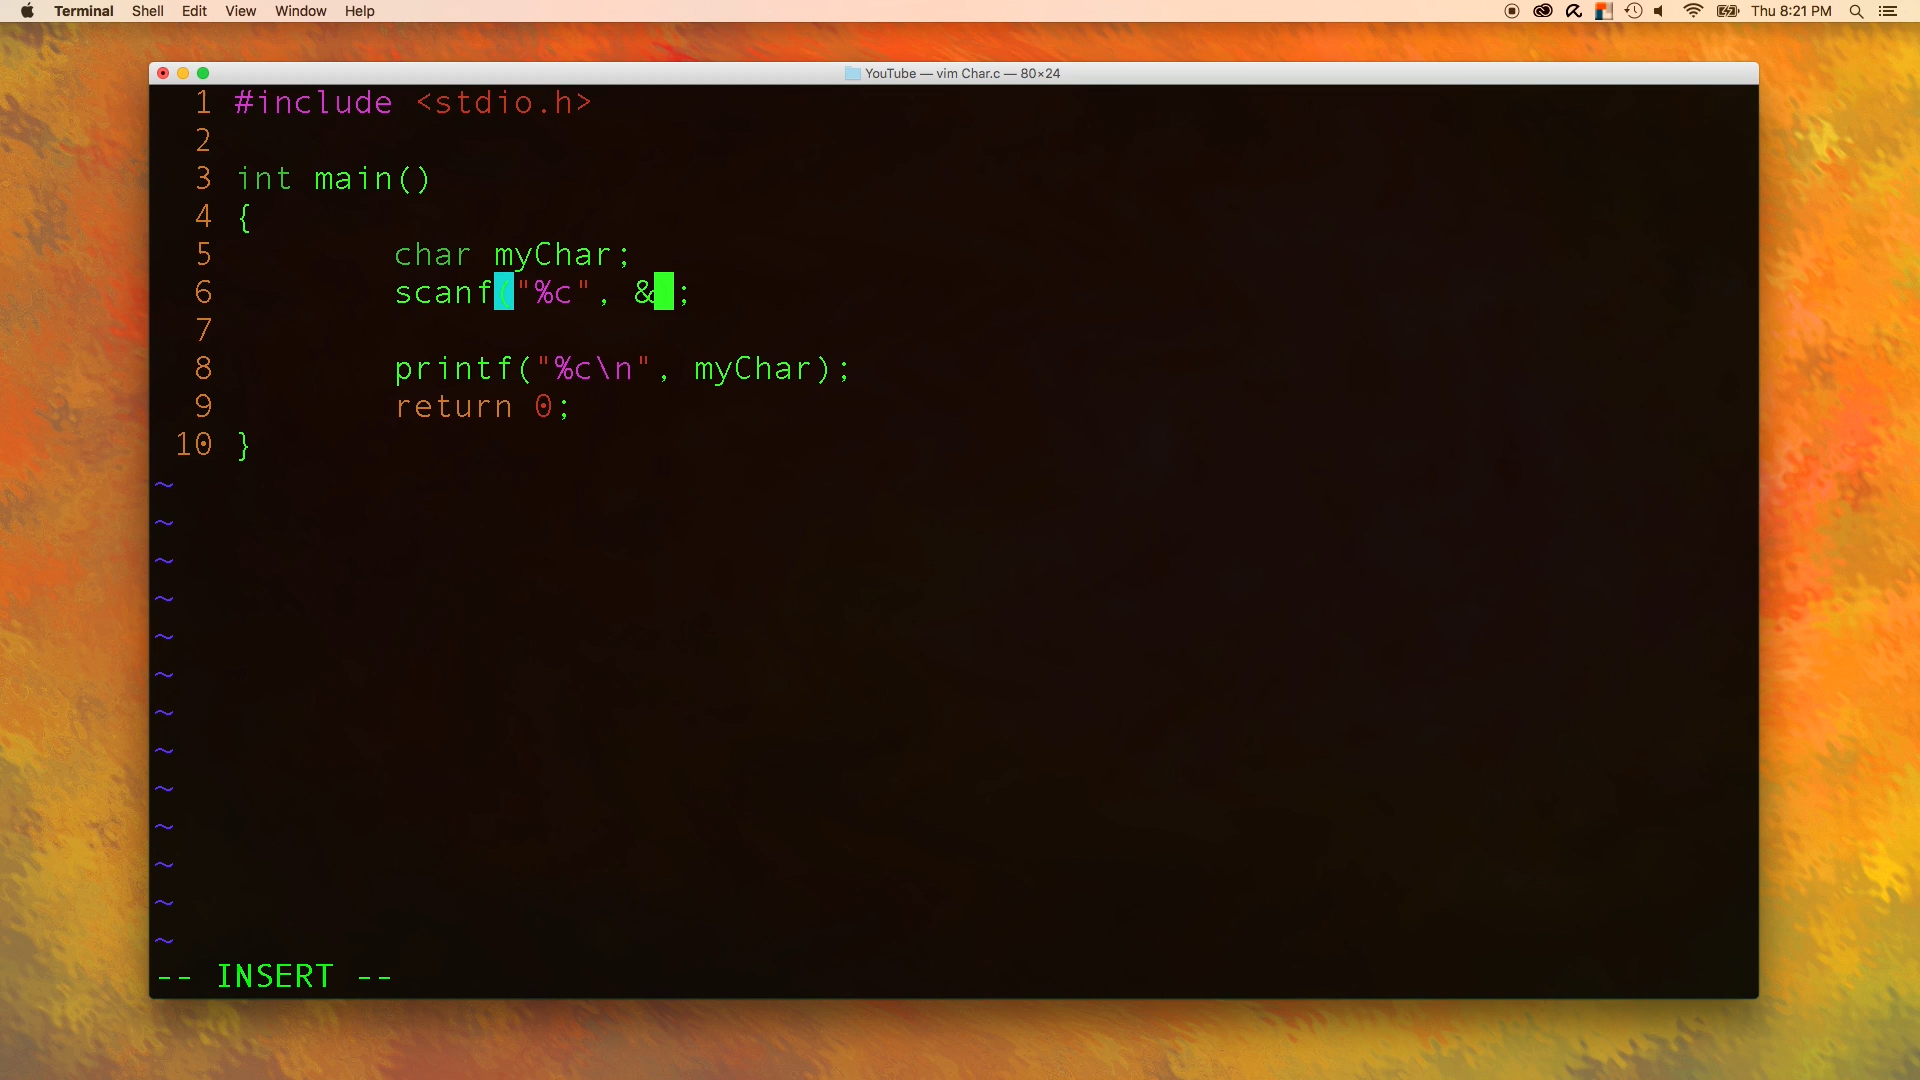 Terminal Shell Edit View Window Help Thu 8:21 PM
YouTube — vim Char.c — 80×24
1 #include <stdio.h>
2
3 int main()
4 {
5 char myChar;
6 scanf("%c", &);
7
8 printf("%c\n", myChar);
9 return 0;
10 }
~
~
~
~
~
~
~
~
~
~
~
~
~
-- INSERT --